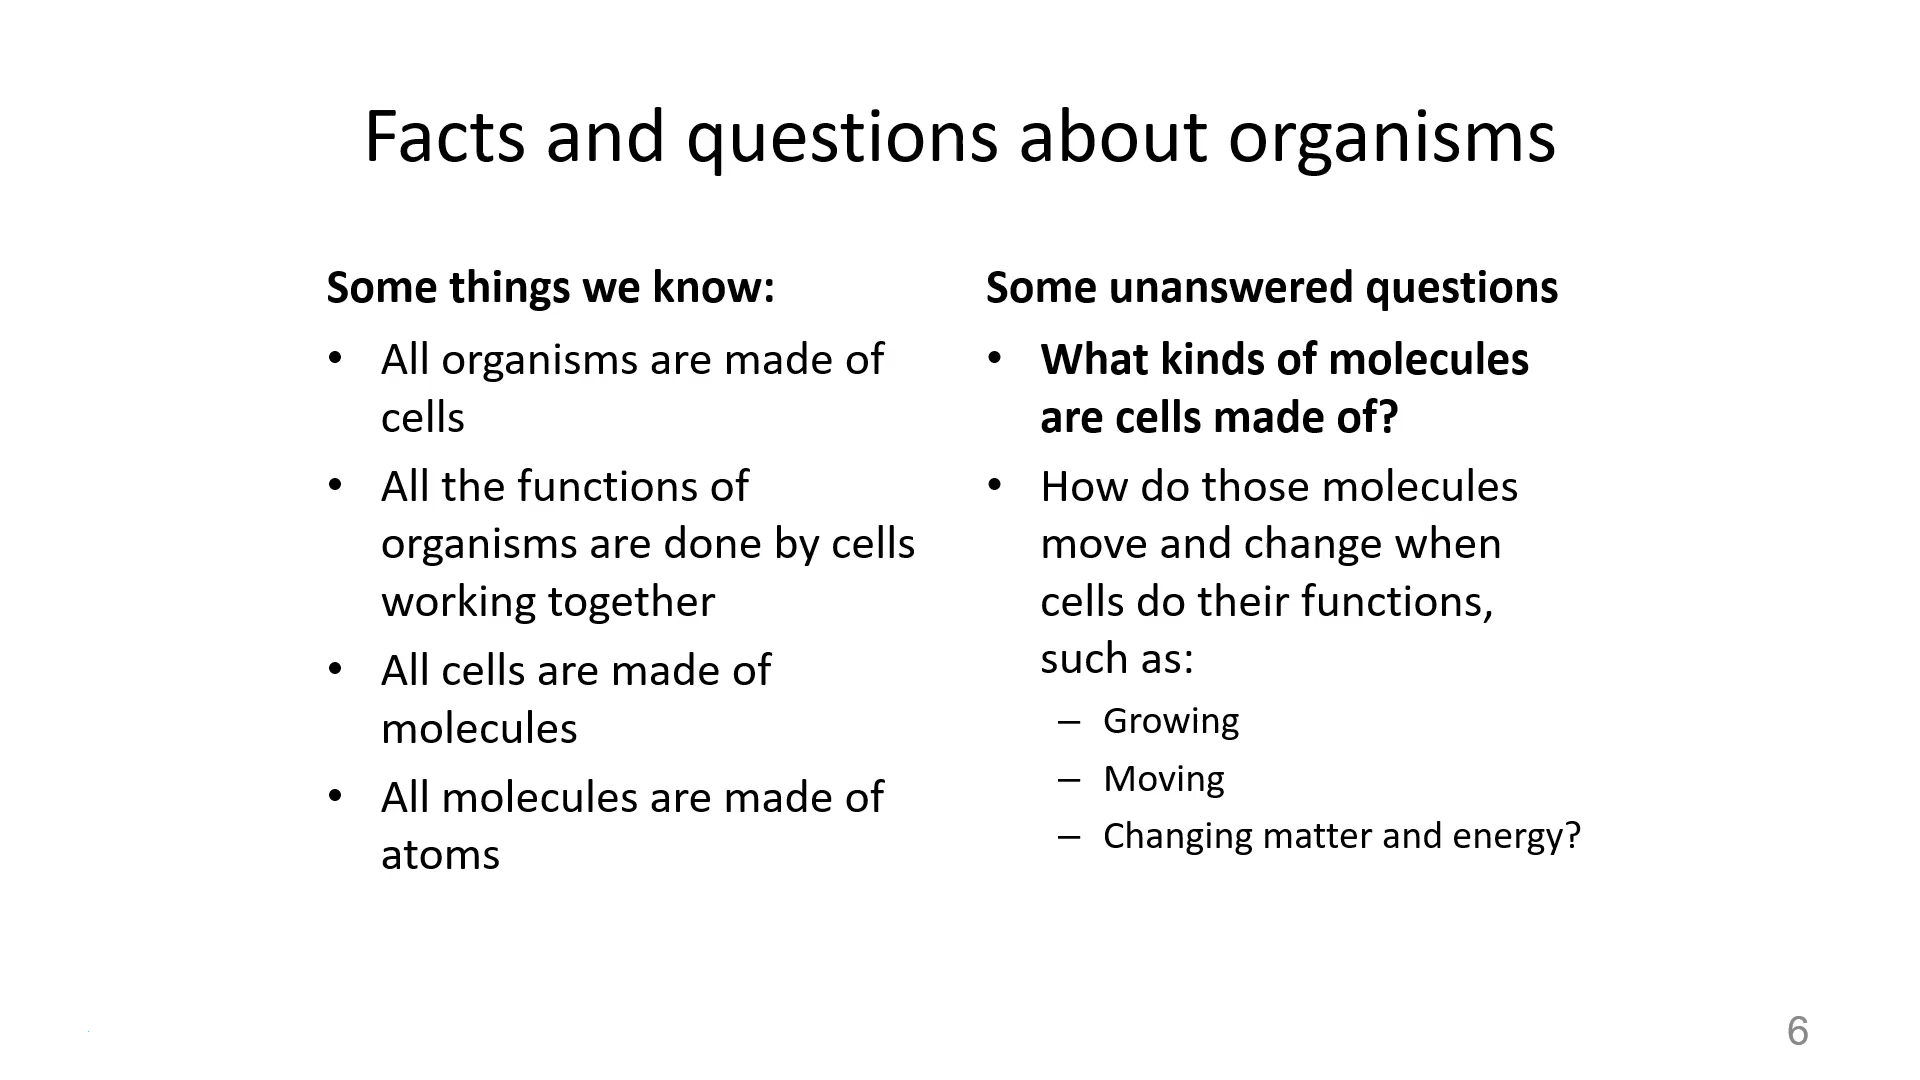 Facts and questions about organisms
Some things we know:
• All organisms are made of
cells
• All the functions of
organisms are done by cells
working together
• All cells are made of
molecules
• All molecules are made of
atoms
Some unanswered questions
• What kinds of molecules
are cells made of?
• How do those molecules
move and change when
cells do their functions,
such as:
– Growing
– Moving
– Changing matter and energy?
6